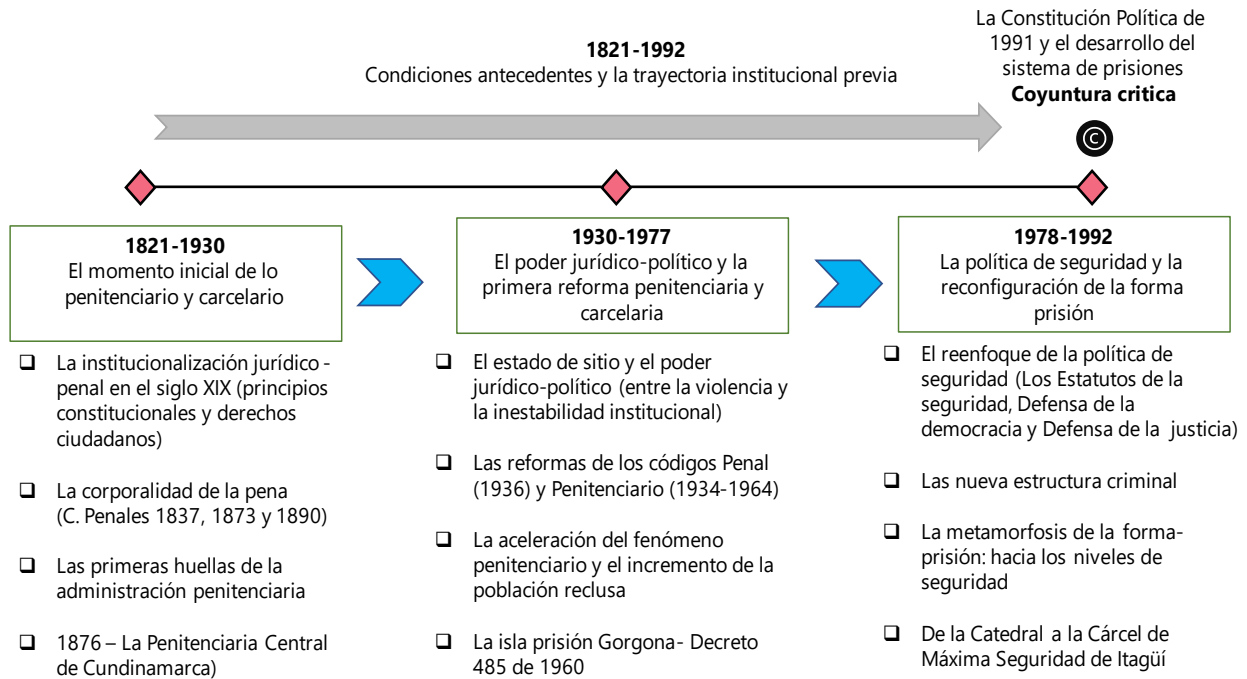 1821-1992
Condiciones antecedentes y la trayectoria institucional previa
La Constitución Política de
1991 y el desarrollo del
sistema de prisiones
Coyuntura critica
©
1821-1930
El momento inicial de lo
penitenciario y carcelario
❑ La institucionalización jurídico -
penal en el siglo XIX (principios
constitucionales y derechos
ciudadanos)
❑ La corporalidad de la pena
(C. Penales 1837, 1873 y 1890)
❑ Las primeras huellas de la
administración penitenciaria
❑ 1876 – La Penitenciaria Central
de Cundinamarca)
1930-1977
El poder jurídico-político y la
primera reforma penitenciaria y
carcelaria
❑ El estado de sitio y el poder
jurídico-político (entre la violencia y
la inestabilidad institucional)
❑ Las reformas de los códigos Penal
(1936) y Penitenciario (1934-1964)
❑ La aceleración del fenómeno
penitenciario y el incremento de la
población reclusa
❑ La isla prisión Gorgona- Decreto
485 de 1960
1978-1992
La política de seguridad y la
reconfiguración de la forma
prisión
❑ El reenfoque de la política de
seguridad (Los Estatutos de la
seguridad, Defensa de la
democracia y Defensa de la justicia)
❑ Las nueva estructura criminal
❑ La metamorfosis de la forma-
prisión: hacia los niveles de
seguridad
❑ De la Catedral a la Cárcel de
Máxima Seguridad de Itagüí